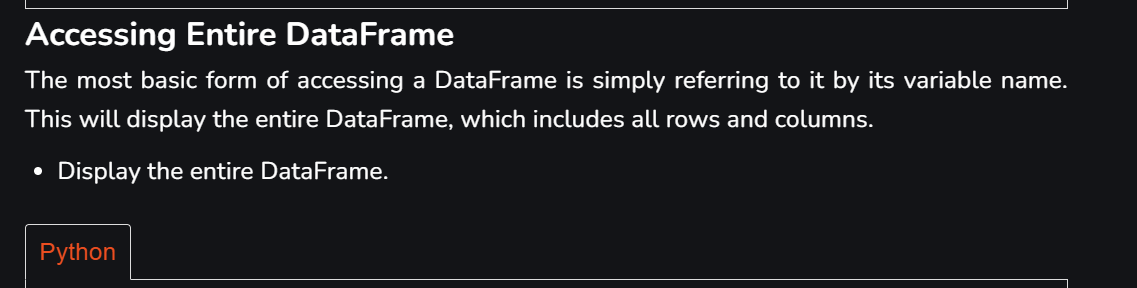 Accessing Entire DataFrame
The most basic form of accessing a DataFrame is simply referring to it by its variable name.
This will display the entire DataFrame, which includes all rows and columns.
• Display the entire DataFrame.
Python